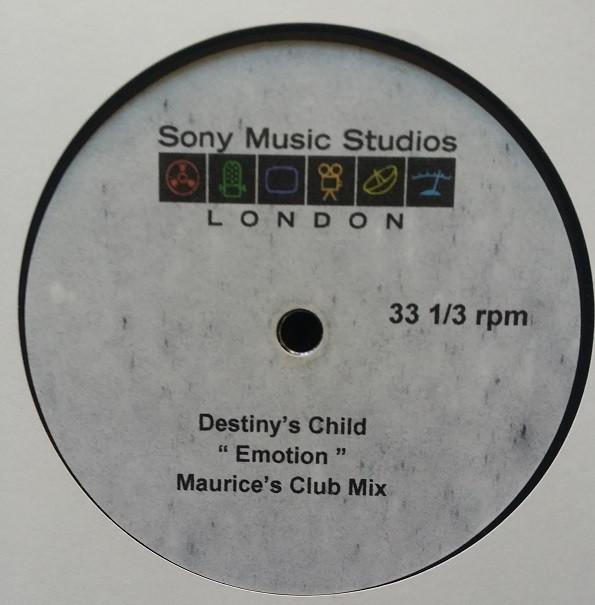 Sony Music Studios
LONDON
33 1/3 rpm
Destiny's Child
“ Emotion ”
Maurice's Club Mix